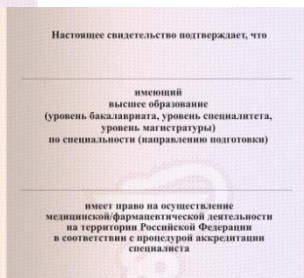 Настоящее свидетельство подтверждает, что
имеющий
высшее образование
(уровень бакалавриата, уровень специалитета,
уровень магистратуры)
по специальности (направлению подготовки)
имеет право на осуществление
медицинской/фармацевтической деятельности
на территории Российской Федерации
в соответствии с процедурой аккредитации
специалиста